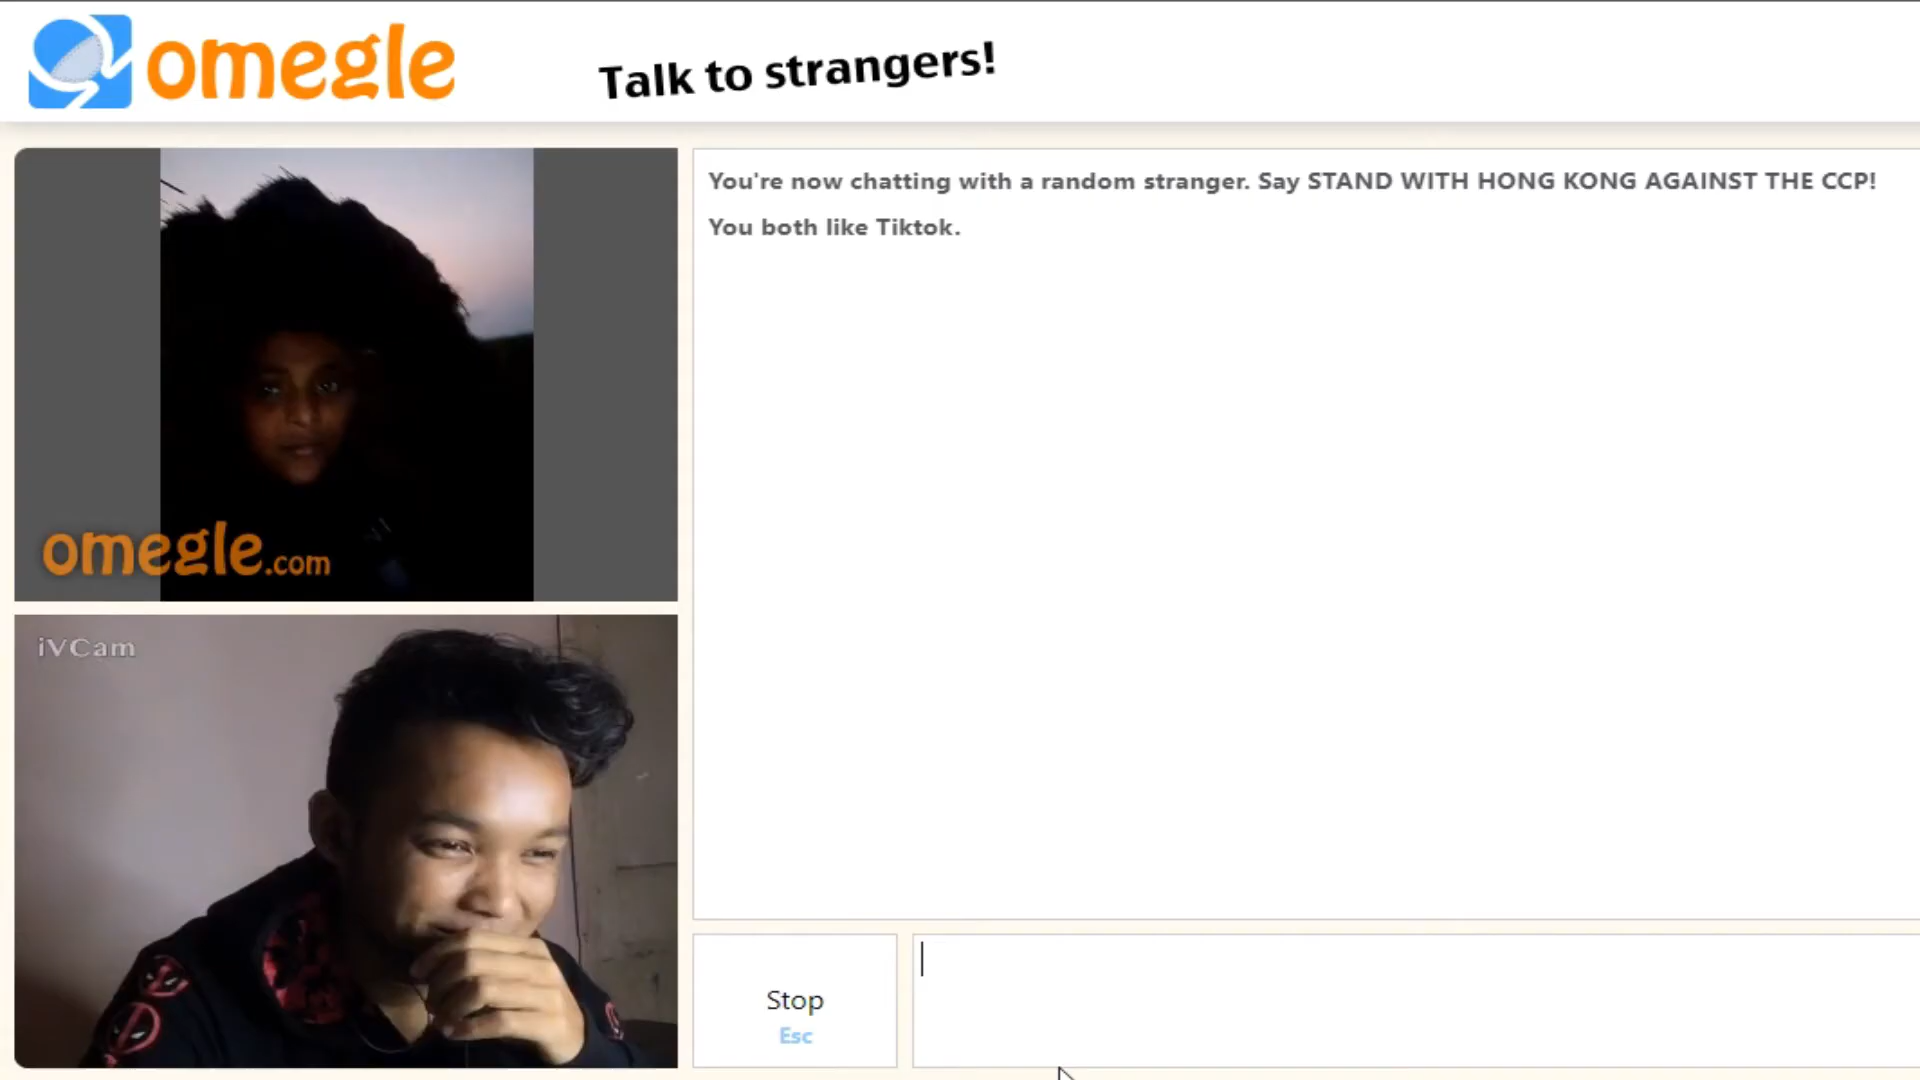 omegle
Talk to strangers!
You're now chatting with a random stranger. Say STAND WITH HONG KONG AGAINST THE CCP!
You both like Tiktok.
omegle.com
iVCam
Stop
Esc